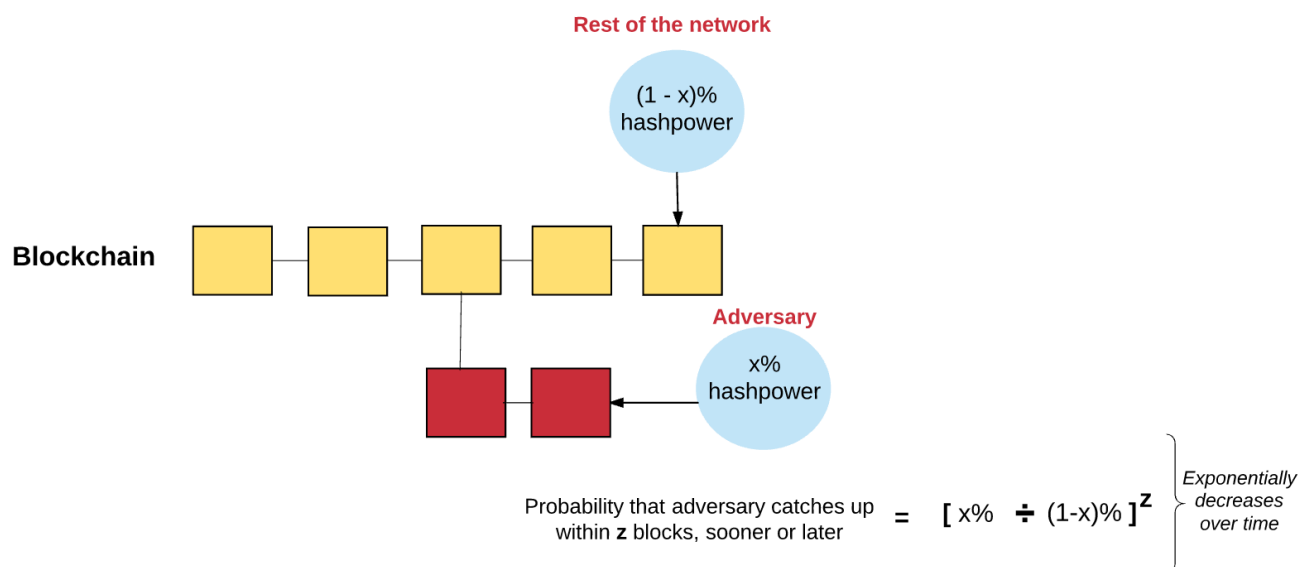 Rest of the network
(1 - x)%
hashpower
Blockchain
Adversary
x%
hashpower
Probability that adversary catches up
within z blocks, sooner or later
= [ x% ÷ (1-x)% ]z
Exponentially
decreases
over time